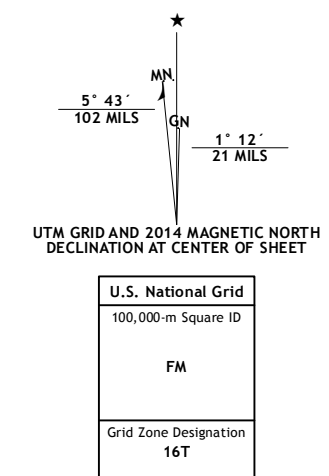 MN.
5° 43´
102 MILS
GN
1° 12´
21 MILS
UTM GRID AND 2014 MAGNETIC NORTH
DECLINATION AT CENTER OF SHEET
U.S. National Grid
100,000-m Square ID
FM
Grid Zone Designation
16T